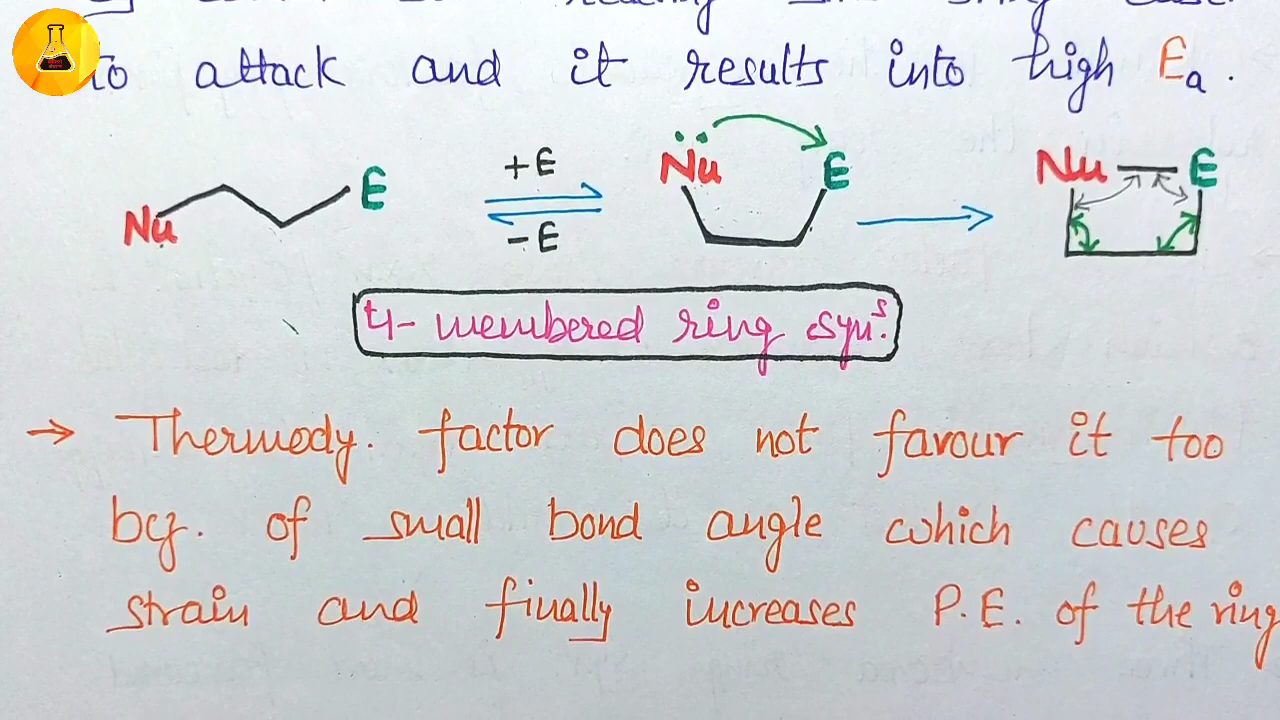 to attack and it results into high Ea.
Nu E +E -E Nu E Nu E
4-membered ring syns.
→ Thermody. factor does not favour it too
bcz. of small bond angle which causes
strain and finally increases P.E. of the ring